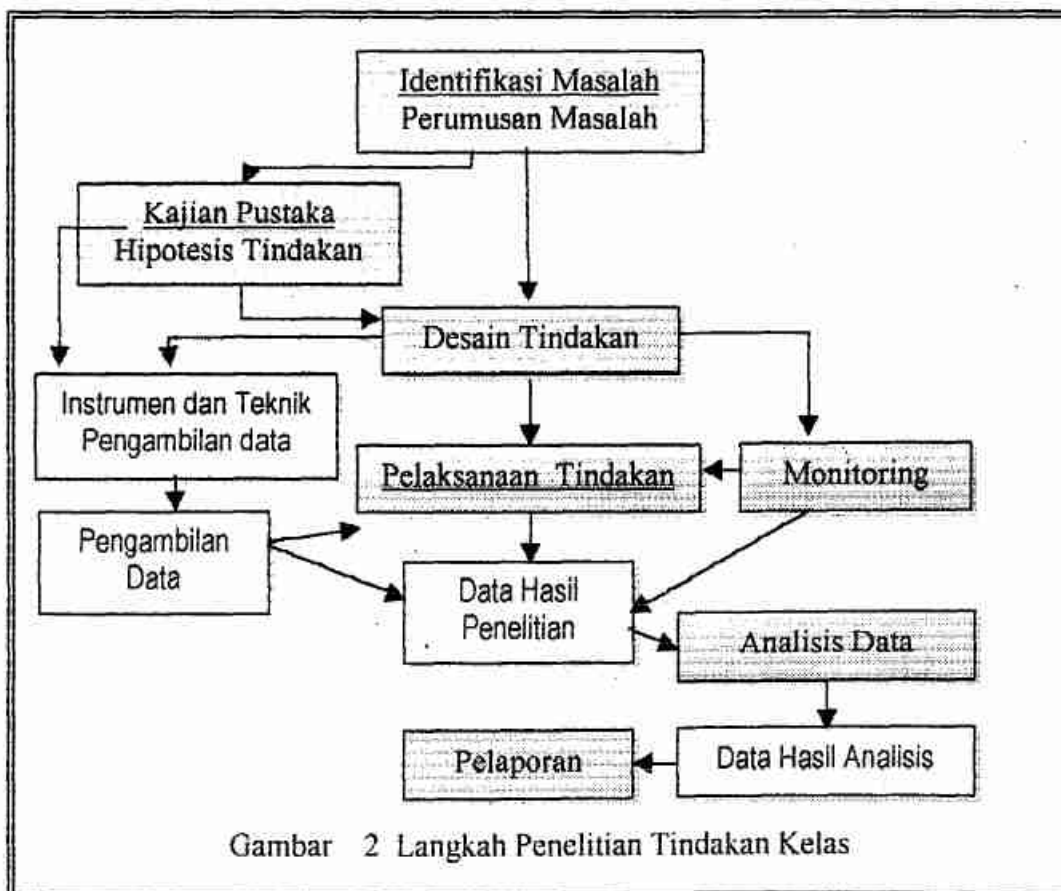 Identifikasi Masalah
Perumusan Masalah
Kajian Pustaka
Hipotesis Tindakan
Desain Tindakan
Instrumen dan Teknik
Pengambilan data
Pelaksanaan Tindakan
Monitoring
Pengambilan
Data
Data Hasil
Penelitian
Analisis Data
Pelaporan
Data Hasil Analisis
Gambar 2 Langkah Penelitian Tindakan Kelas